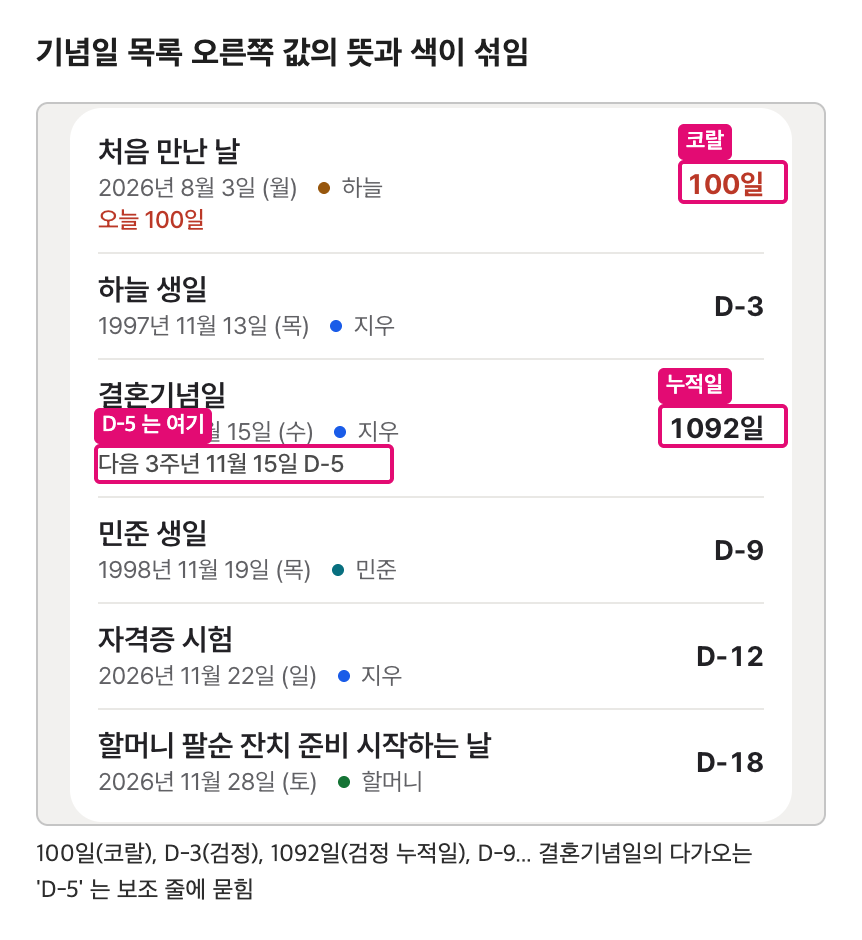 기념일 목록 오른쪽 값의 뜻과 색이 섞임
처음 만난 날
코랄
2026년 8월 3일 (월) 하늘
100일
오늘 100일
하늘 생일
D-3
1997년 11월 13일 (목) 지우
결혼기념일
누적일
D-5 는 여기
15일 (수) 지우
1092일
다음 3주년 11월 15일 D-5
민준 생일
D-9
1998년 11월 19일 (목) 민준
자격증 시험
D-12
2026년 11월 22일 (일) 지우
할머니 팔순 잔치 준비 시작하는 날
D-18
2026년 11월 28일 (토) 할머니
100일(코랄), D-3(검정), 1092일(검정 누적일), D-9... 결혼기념일의 다가오는
'D-5' 는 보조 줄에 묻힘